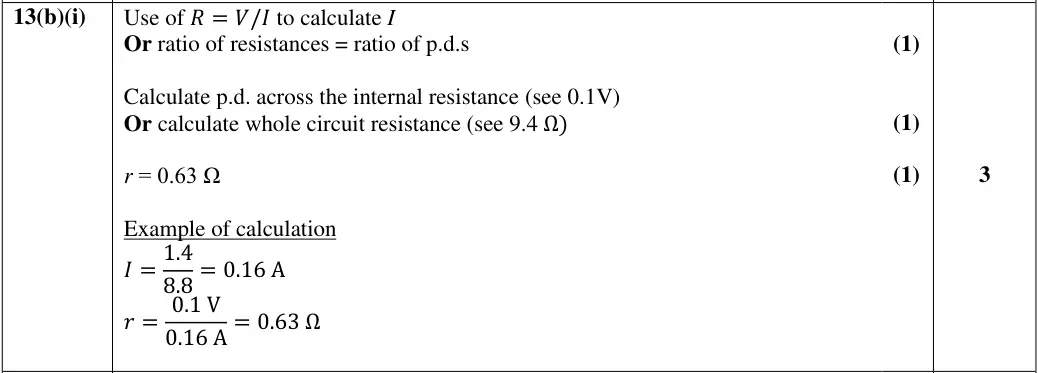 13(b)(i)
Use of R = V/I to calculate I
Or ratio of resistances = ratio of p.d.s (1)
Calculate p.d. across the internal resistance (see 0.1V)
Or calculate whole circuit resistance (see 9.4 Ω) (1)
r = 0.63 Ω (1) 3
Example of calculation
I = 1.4/8.8 = 0.16 A
r = 0.1 V/0.16 A = 0.63 Ω